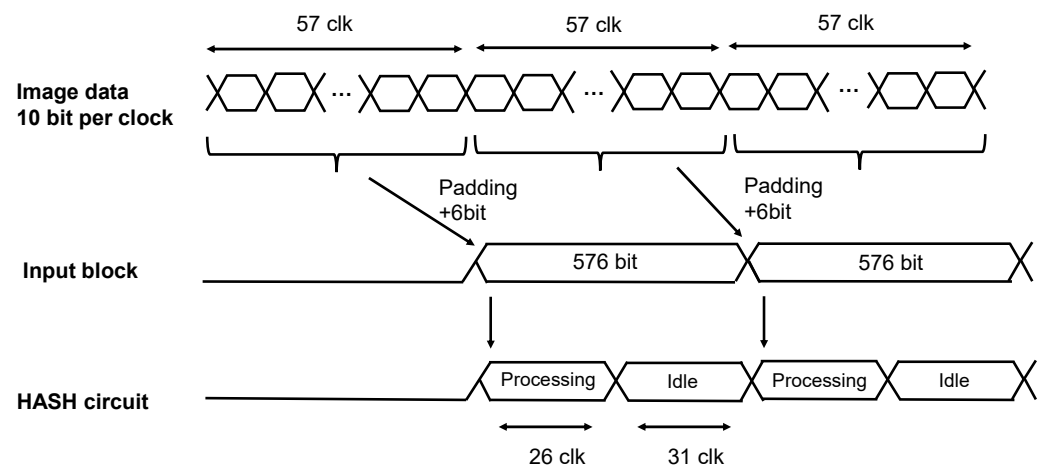 57 clk
57 clk
57 clk
Image data
10 bit per clock
...
...
...
Padding
+6bit
Padding
+6bit
Input block
576 bit
576 bit
HASH circuit
Processing
Idle
Processing
Idle
26 clk
31 clk